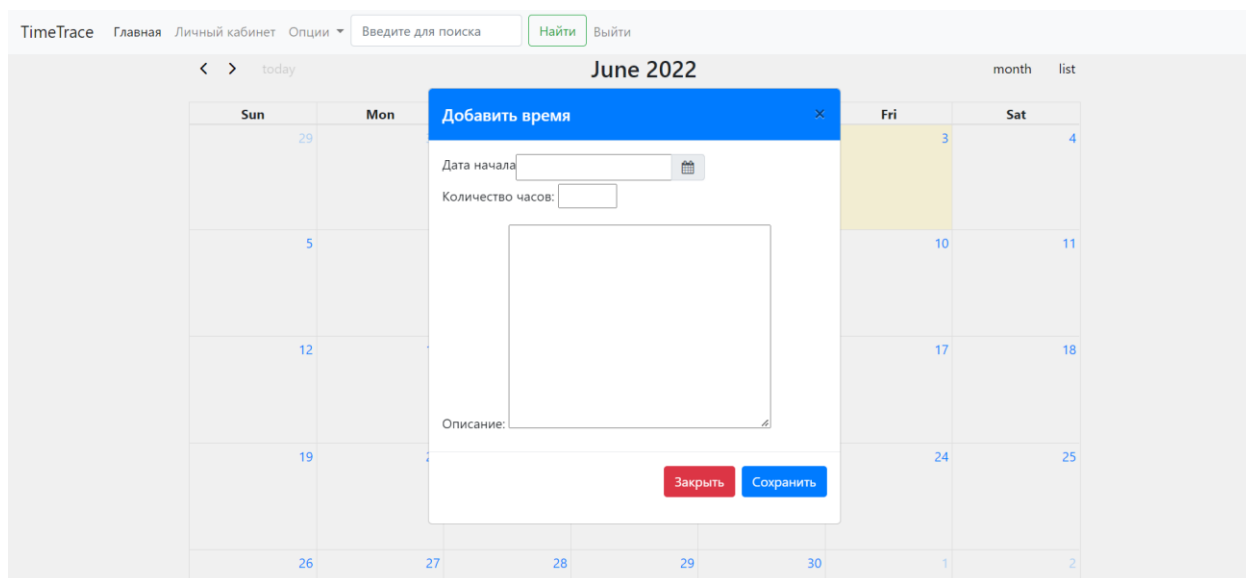 TimeTrace Главная Личный кабинет Опции Введите для поиска Найти Выйти
today June 2022 month list
Sun Mon Fri Sat
Добавить время ×
29 3 4
Дата начала
Количество часов:
5 10 11
12 17 18
Описание:
19 24 25
Закрыть Сохранить
26 27 28 29 30 1 2